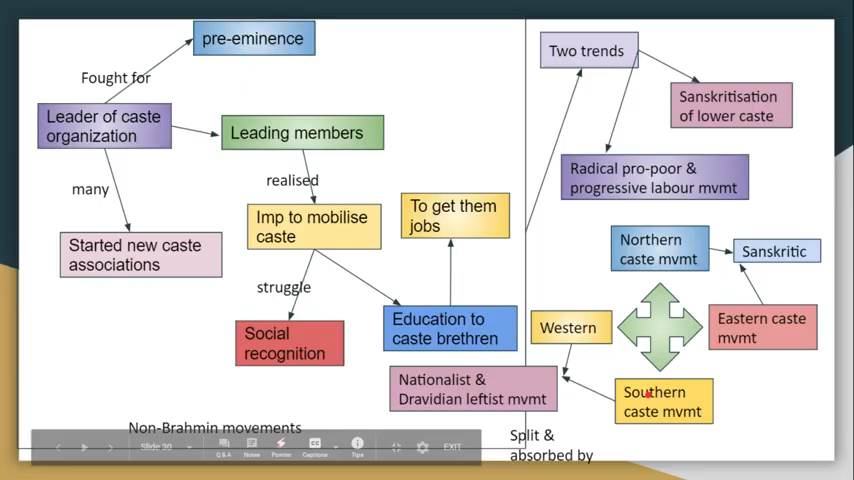 pre-eminence
Fought for
Leader of caste
organization
Leading members
many
realised
Started new caste
associations
Imp to mobilise
caste
To get them
jobs
struggle
Social
recognition
Education to
caste brethren
Two trends
Sanskritisation
of lower caste
Radical pro-poor &
progressive labour mvmt
Northern
caste mvmt
Sanskritic
Western
Eastern caste
mvmt
Nationalist &
Dravidian leftist mvmt
Southern
caste mvmt
Non-Brahmin movements
Split &
absorbed by
Slide 30
Q & A
Notes
Pointer
CC
Captions
Tips
EXIT